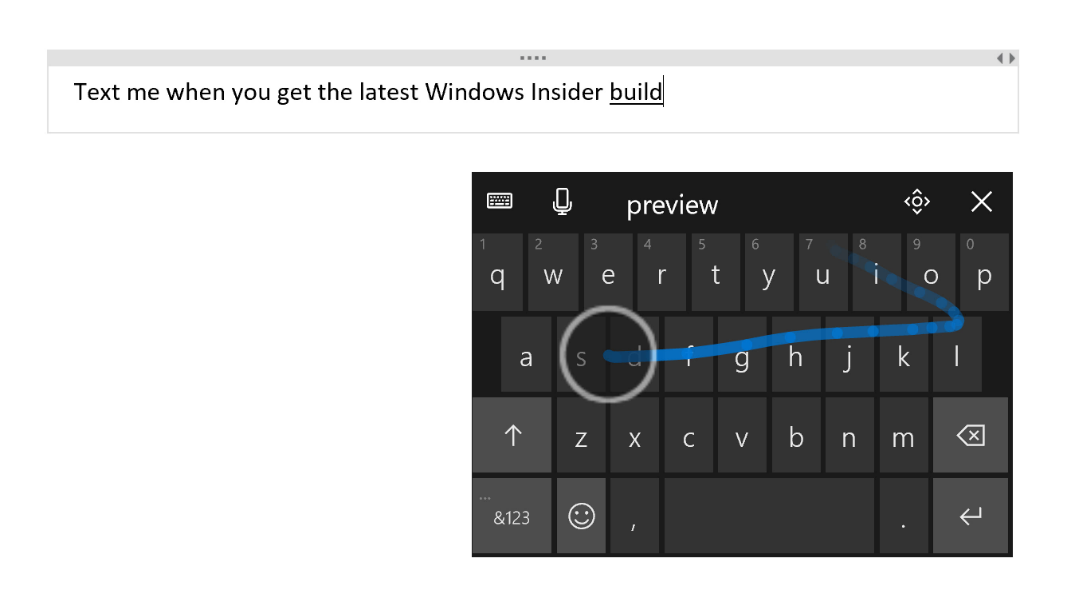 Text me when you get the latest Windows Insider build
preview
1 2 3 4 5 6 7 8 9 0
q w e r t y u i o p
a s d f g h j k l
z x c v b n m
&123 , .